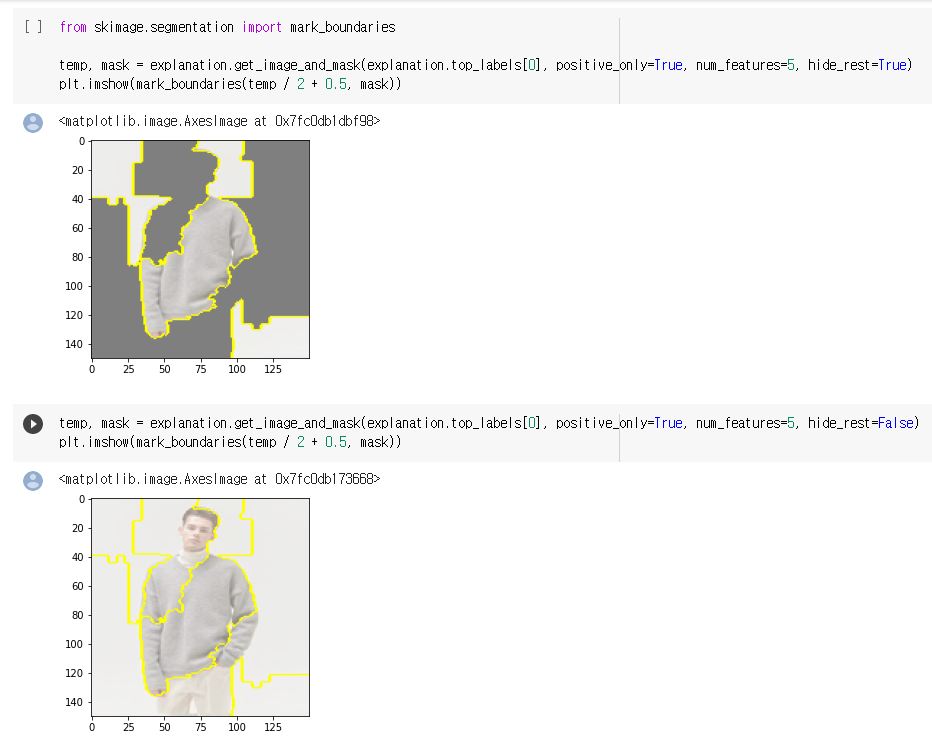 [ ] from skimage.segmentation import mark_boundaries
temp, mask = explanation.get_image_and_mask(explanation.top_labels[0], positive_only=True, num_features=5, hide_rest=True)
plt.imshow(mark_boundaries(temp / 2 + 0.5, mask))
<matplotlib.image.AxesImage at 0x7fc0db1dbf98>
0
20
40
60
80
100
120
140
0 25 50 75 100 125
temp, mask = explanation.get_image_and_mask(explanation.top_labels[0], positive_only=True, num_features=5, hide_rest=False)
plt.imshow(mark_boundaries(temp / 2 + 0.5, mask))
<matplotlib.image.AxesImage at 0x7fc0db173668>
0
20
40
60
80
100
120
140
0 25 50 75 100 125